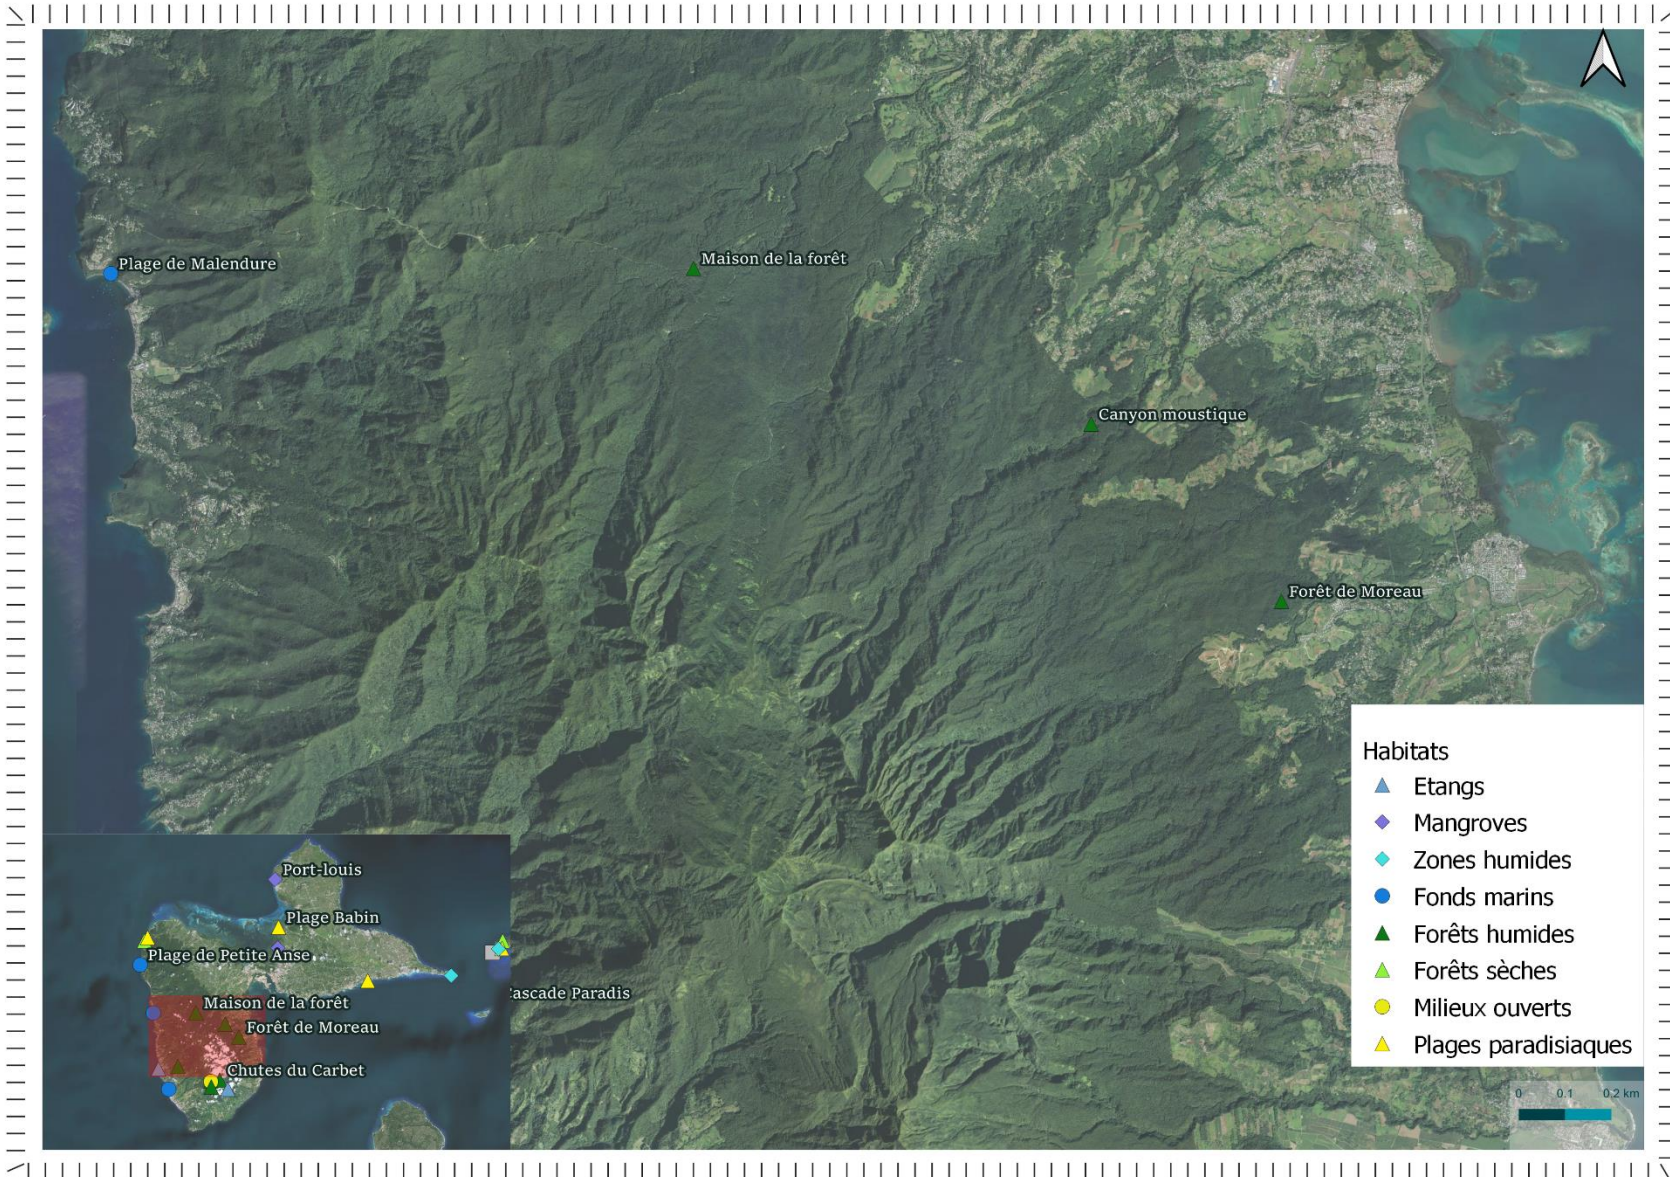 Plage de Malendure
Maison de la forêt
Canyon moustique
Forêt de Moreau
Habitats
Etangs
Mangroves
Zones humides
Fonds marins
Forêts humides
Forêts sèches
Milieux ouverts
Plages paradisiaques
0 0.1 0.2 km
Port-louis
Plage Babin
Plage de Petite Anse
Maison de la forêt
Forêt de Moreau
Chutes du Carbet
Cascade Paradis